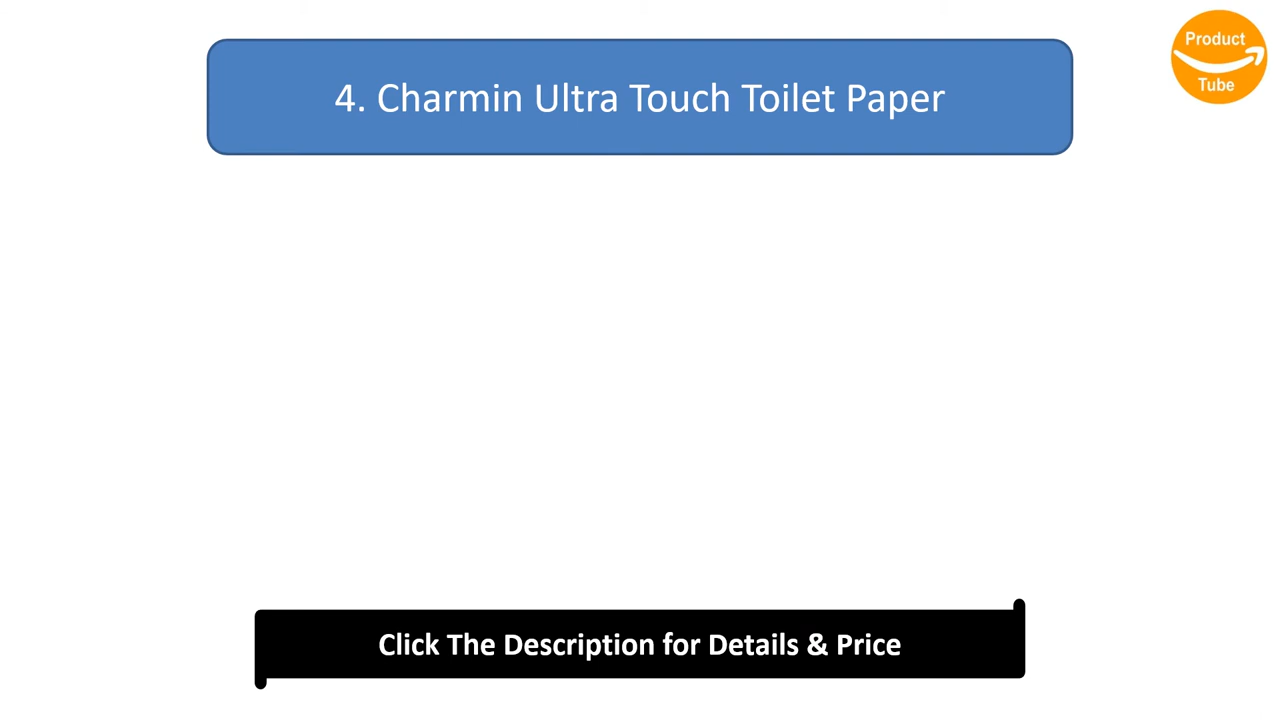 4. Charmin Ultra Touch Toilet Paper
Product
Tube
Click The Description for Details & Price